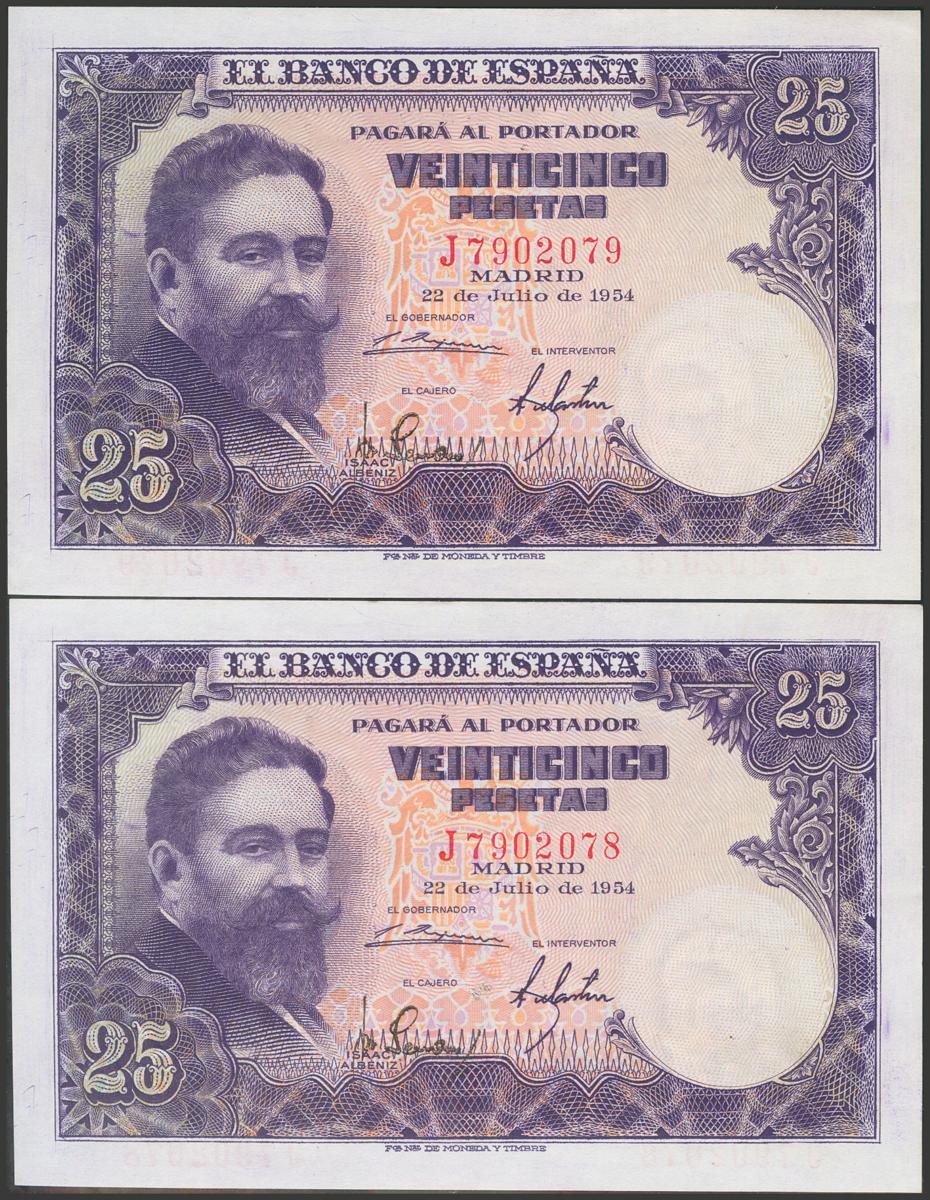 EL BANCO DE ESPAÑA
25
PAGARÁ AL PORTADOR
VEINTICINCO
PESETAS
J7902079
MADRID
22 de Julio de 1954
EL GOBERNADOR
EL INTERVENTOR
EL CAJERO
25
ISAAC
ALBENIZ
Fca Nal DE MONEDA Y TIMBRE
EL BANCO DE ESPAÑA
25
PAGARÁ AL PORTADOR
VEINTICINCO
PESETAS
J7902078
MADRID
22 de Julio de 1954
EL GOBERNADOR
EL INTERVENTOR
EL CAJERO
25
ISAAC
ALBENIZ
Fca Nal DE MONEDA Y TIMBRE